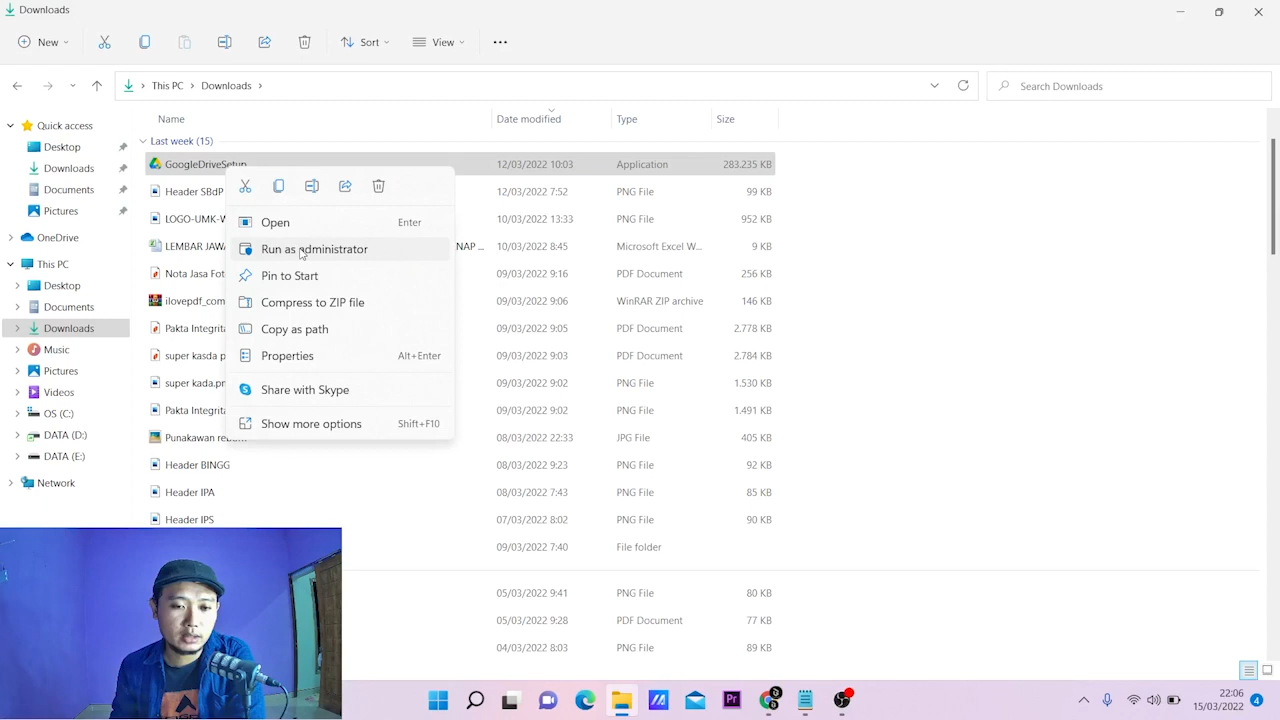 Downloads
New
Sort
View
This PC
Downloads
Search Downloads
Name
Date modified
Type
Size
Quick access
Desktop
Downloads
Documents
Pictures
OneDrive
This PC
Desktop
Documents
Downloads
Music
Pictures
Videos
OS (C:)
DATA (D:)
DATA (E:)
Network
Last week (15)
GoogleDriveSetup 12/03/2022 10:03 Application 283.235 KB
Header SBdP 12/03/2022 7:52 PNG File 99 KB
LOGO-UMK-W 10/03/2022 13:33 PNG File 952 KB
LEMBAR JAWA NAP ... 10/03/2022 8:45 Microsoft Excel W... 9 KB
Nota Jasa Fot 09/03/2022 9:16 PDF Document 256 KB
ilovepdf_com 09/03/2022 9:06 WinRAR ZIP archive 146 KB
Pakta Integrita 09/03/2022 9:05 PDF Document 2.778 KB
super kasda p 09/03/2022 9:03 PDF Document 2.784 KB
super kada.pn 09/03/2022 9:02 PNG File 1.530 KB
Pakta Integrita 09/03/2022 9:02 PNG File 1.491 KB
Punakawan 08/03/2022 22:33 JPG File 405 KB
Header BINGG 08/03/2022 9:23 PNG File 92 KB
Header IPA 08/03/2022 7:43 PNG File 85 KB
Header IPS 07/03/2022 8:02 PNG File 90 KB
09/03/2022 7:40 File folder
05/03/2022 9:41 PNG File 80 KB
05/03/2022 9:28 PDF Document 77 KB
04/03/2022 8:03 PNG File 89 KB
Open Enter
Run as administrator
Pin to Start
Compress to ZIP file
Copy as path
Properties Alt+Enter
Share with Skype
Show more options Shift+F10
Pr
22:06
15/03/2022
4